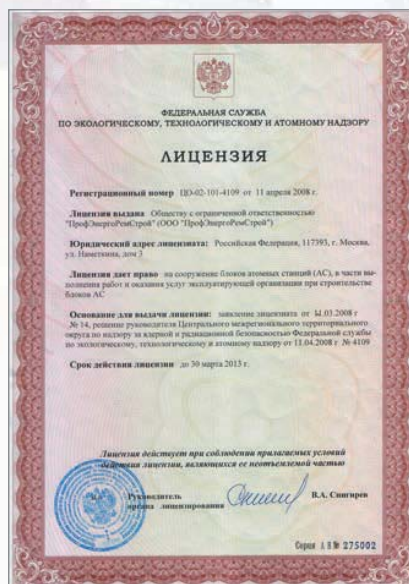 ФЕДЕРАЛЬНАЯ СЛУЖБА
ПО ЭКОЛОГИЧЕСКОМУ, ТЕХНОЛОГИЧЕСКОМУ И АТОМНОМУ НАДЗОРУ
ЛИЦЕНЗИЯ
Регистрационный номер ЦО-02-101-4109 от 11 апреля 2008 г.
Лицензия выдана Обществу с ограниченной ответственностью
"ПрофЭнергоРемСтрой" (ООО "ПрофЭнергоРемСтрой")
Юридический адрес лицензиата: Российская Федерация, 117393, г. Москва,
ул. Наметкина, дом 3
Лицензия дает право на сооружение блоков атомных станций (АС), в части вы-
полнения работ и оказания услуг эксплуатирующей организации при строительстве
блоков АС
Основание для выдачи лицензии: заявление лицензиата от 14.03.2008 г
№ 14, решение руководителя Центрального межрегионального территориального
округа по надзору за ядерной и радиационной безопасностью Федеральной службы
по экологическому, технологическому и атомному надзору от 11.04.2008 г № 4109
Срок действия лицензии до 30 марта 2013 г.
Лицензия действует при соблюдении прилагаемых условий
действия лицензии, являющихся ее неотъемлемой частью
Руководитель
органа лицензирования
В.А. Снигирев
Серия А В № 275002